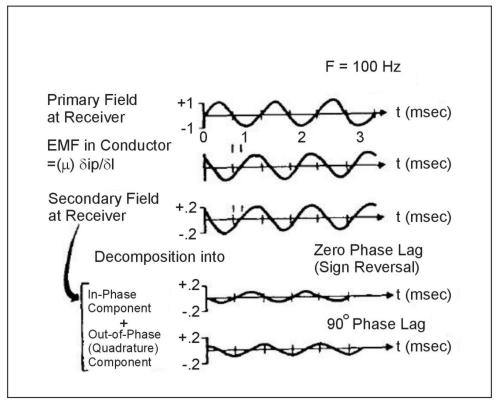 F = 100 Hz
Primary Field
at Receiver
+1
-1
0 1 2 3
t (msec)
EMF in Conductor
=(μ) δip/δl
t (msec)
Secondary Field
at Receiver
+.2
-.2
t (msec)
Decomposition into
Zero Phase Lag
(Sign Reversal)
In-Phase
Component
+.2
-.2
t (msec)
+
Out-of-Phase
(Quadrature)
Component
90° Phase Lag
+.2
-.2
t (msec)